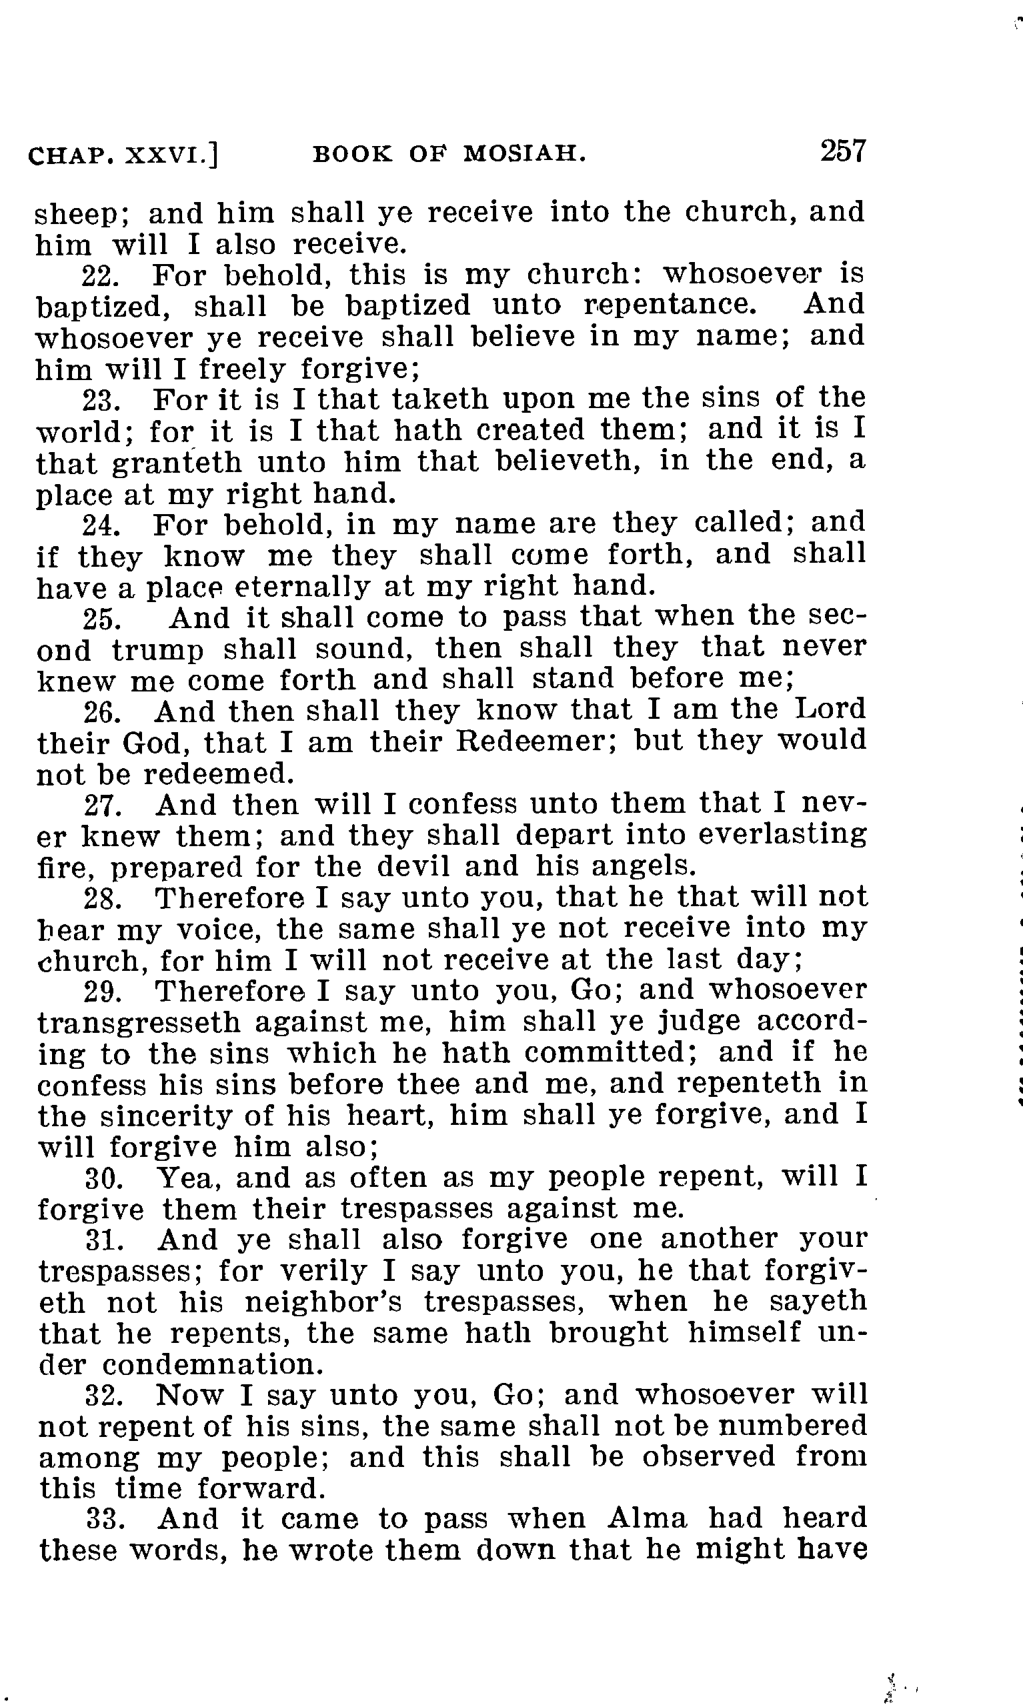 CHAP. XXVI.] BOOK OF MOSIAH. 257
sheep; and him shall ye receive into the church, and
him will I also receive.
22. For behold, this is my church: whosoever is
baptized, shall be baptized unto repentance. And
whosoever ye receive shall believe in my name; and
him will I freely forgive;
23. For it is I that taketh upon me the sins of the
world; for it is I that hath created them; and it is I
that granteth unto him that believeth, in the end, a
place at my right hand.
24. For behold, in my name are they called; and
if they know me they shall come forth, and shall
have a place eternally at my right hand.
25. And it shall come to pass that when the sec-
ond trump shall sound, then shall they that never
knew me come forth and shall stand before me;
26. And then shall they know that I am the Lord
their God, that I am their Redeemer; but they would
not be redeemed.
27. And then will I confess unto them that I nev-
er knew them; and they shall depart into everlasting
fire, prepared for the devil and his angels.
28. Therefore I say unto you, that he that will not
hear my voice, the same shall ye not receive into my
church, for him I will not receive at the last day;
29. Therefore I say unto you, Go; and whosoever
transgresseth against me, him shall ye judge accord-
ing to the sins which he hath committed; and if he
confess his sins before thee and me, and repenteth in
the sincerity of his heart, him shall ye forgive, and I
will forgive him also;
30. Yea, and as often as my people repent, will I
forgive them their trespasses against me.
31. And ye shall also forgive one another your
trespasses; for verily I say unto you, he that forgiv-
eth not his neighbor's trespasses, when he sayeth
that he repents, the same hath brought himself un-
der condemnation.
32. Now I say unto you, Go; and whosoever will
not repent of his sins, the same shall not be numbered
among my people; and this shall be observed from
this time forward.
33. And it came to pass when Alma had heard
these words, he wrote them down that he might have